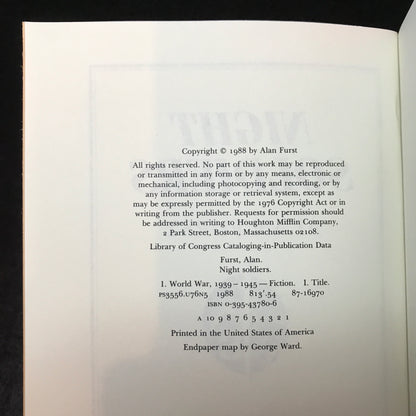 Copyright © 1988 by Alan Furst
All rights reserved. No part of this work may be reproduced
or transmitted in any form or by any means, electronic or
mechanical, including photocopying and recording, or by
any information storage or retrieval system, except as
may be expressly permitted by the 1976 Copyright Act or in
writing from the publisher. Requests for permission should
be addressed in writing to Houghton Mifflin Company,
2 Park Street, Boston, Massachusetts 02108.
Library of Congress Cataloging-in-Publication Data
Furst, Alan.
Night soldiers.
1. World War, 1939–1945—Fiction. I. Title.
PS3556.U76N5 1988 813'.54 87-16970
ISBN 0-395-43780-6
A 10 9 8 7 6 5 4 3 2 1
Printed in the United States of America
Endpaper map by George Ward.